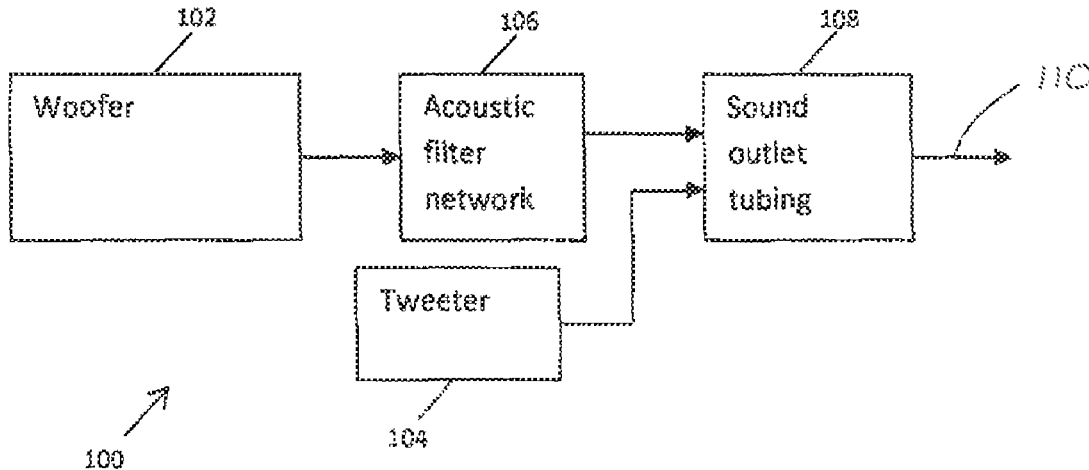 102
106
108
110
Woofer
Acoustic
filter
network
Sound
outlet
tubing
Tweeter
104
100